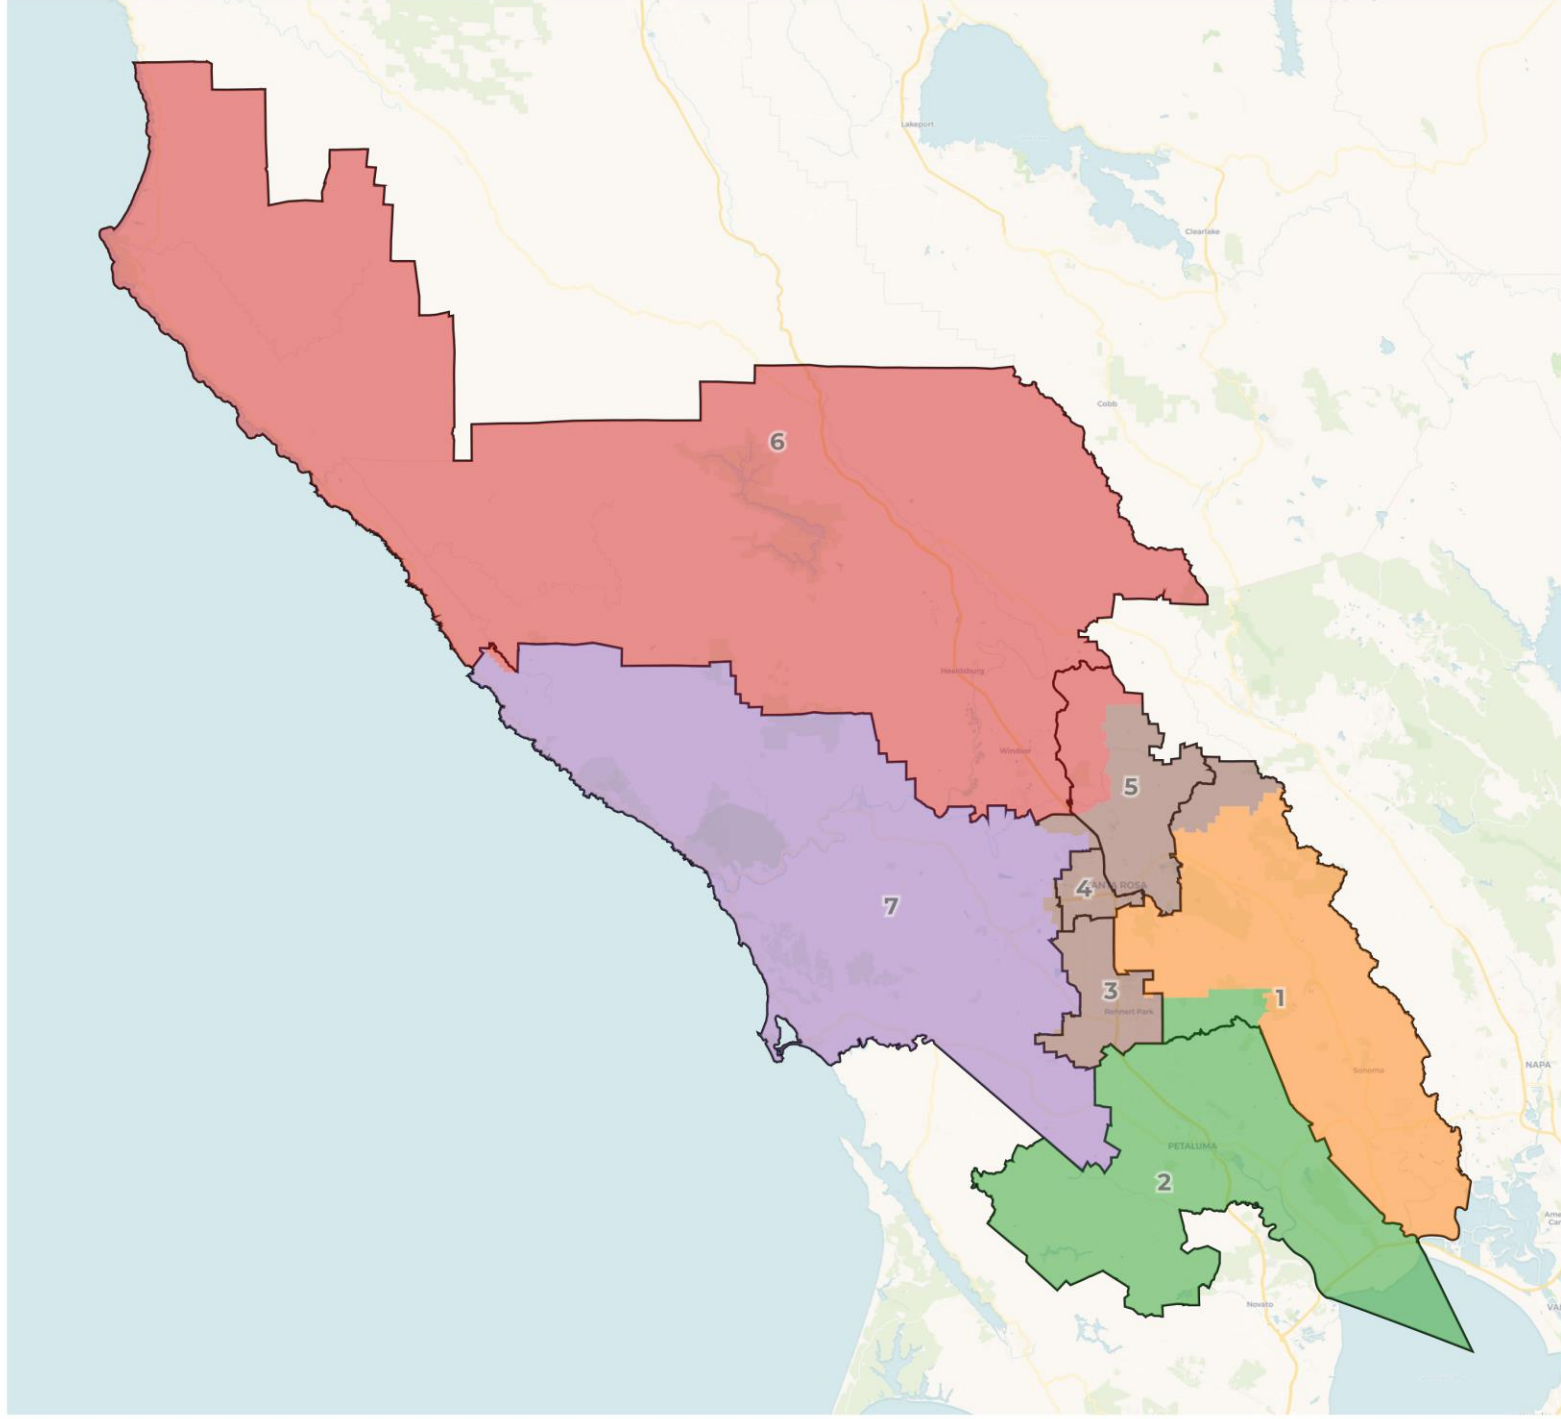 Lakeport
Clearlake
Cobb
6
Healdsburg
Windsor
5
4
SANTA ROSA
7
3
Rohnert Park
1
Sonoma
NAPA
PETALUMA
2
Novato